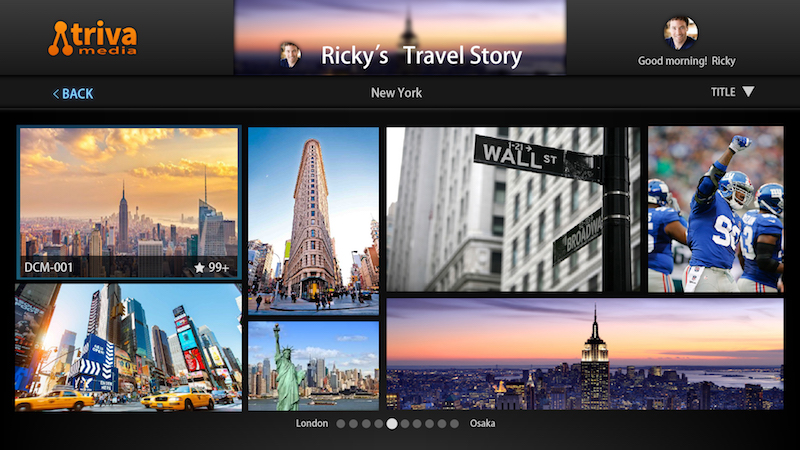 triva
media
Ricky's Travel Story
Good morning! Ricky
< BACK
New York
TITLE ▼
WALL ST
1-21
BROADWAY
DCM-001
★ 99+
London
Osaka